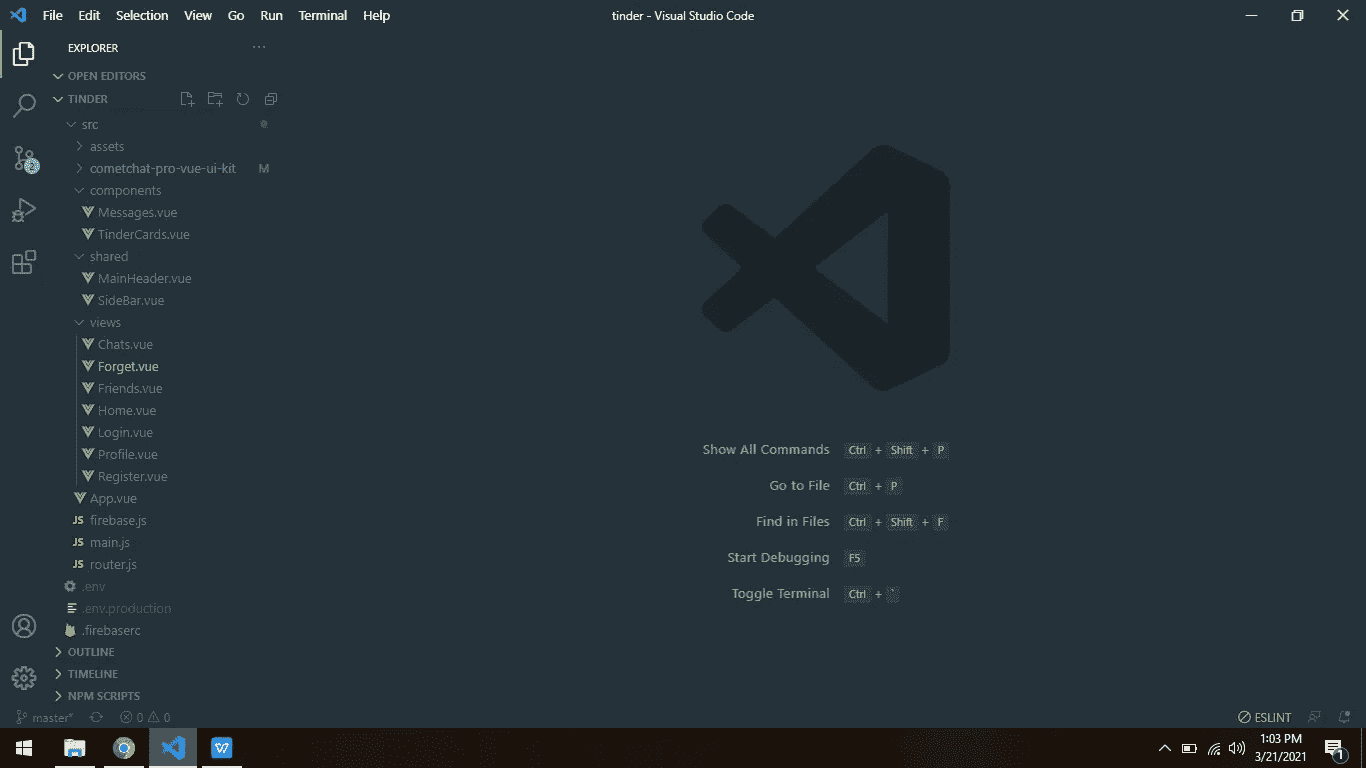 File Edit Selection View Go Run Terminal Help
tinder - Visual Studio Code
EXPLORER
OPEN EDITORS
TINDER
src
assets
cometchat-pro-vue-ui-kit M
components
Messages.vue
TinderCards.vue
shared
MainHeader.vue
SideBar.vue
views
Chats.vue
Forget.vue
Friends.vue
Home.vue
Login.vue
Profile.vue
Register.vue
App.vue
JS firebase.js
JS main.js
JS router.js
.env
.env.production
.firebaserc
OUTLINE
TIMELINE
NPM SCRIPTS
Show All Commands Ctrl + Shift + P
Go to File Ctrl + P
Find in Files Ctrl + Shift + F
Start Debugging F5
Toggle Terminal Ctrl + `
master* 0 0
ESLINT
W
1:03 PM
3/21/2021
1